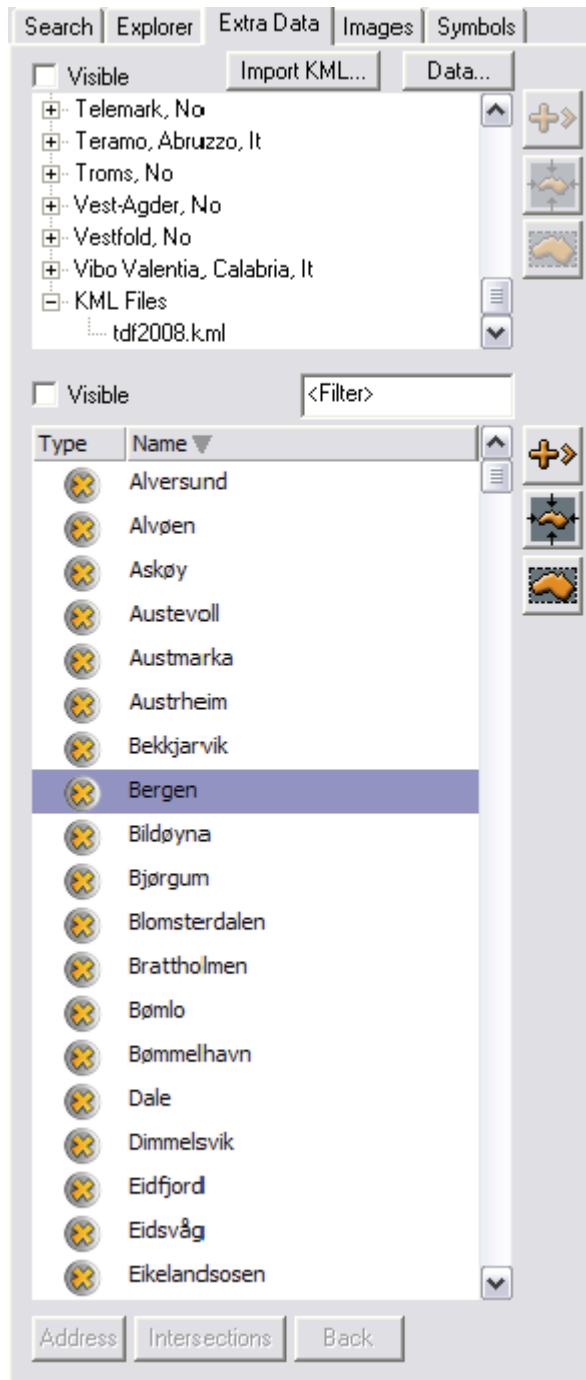 Search Explorer Extra Data Images Symbols
Visible Import KML... Data...
Telemark, No
Teramo, Abruzzo, It
Troms, No
Vest-Agder, No
Vestfold, No
Vibo Valentia, Calabria, It
KML Files
tdf2008.kml
Visible <Filter>
Type Name
Alversund
Alvøen
Askøy
Austevoll
Austmarka
Austrheim
Bekkjarvik
Bergen
Bildøyna
Bjørgum
Blomsterdalen
Brattholmen
Bømlo
Bømmelhavn
Dale
Dimmelsvik
Eidfjord
Eidsvåg
Eikelandsosen
Address Intersections Back